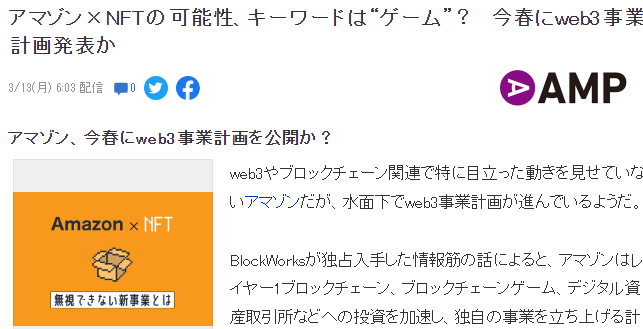 アマゾン×NFTの可能性、キーワードは“ゲーム”？　今春にweb3事業
計画発表か
3/13(月) 6:03 配信
0
AMP
アマゾン、今春にweb3事業計画を公開か？
Amazon × NFT
無視できない新事業とは
web3やブロックチェーン関連で特に目立った動きを見せていな
いアマゾンだが、水面下でweb3事業計画が進んでいるようだ。
BlockWorksが独占入手した情報筋の話によると、アマゾンはレ
イヤー1ブロックチェーン、ブロックチェーンゲーム、デジタル資
産取引所などへの投資を加速し、独自の事業を立ち上げる計